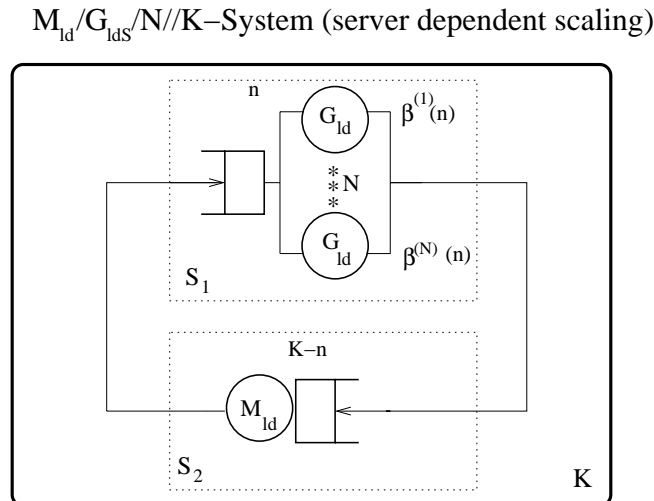 M_ld/G_ldS/N//K−System (server dependent scaling)
n
G_ld β^(1)(n)
* * * N
G_ld β^(N) (n)
S_1
K−n
M_ld
S_2
K